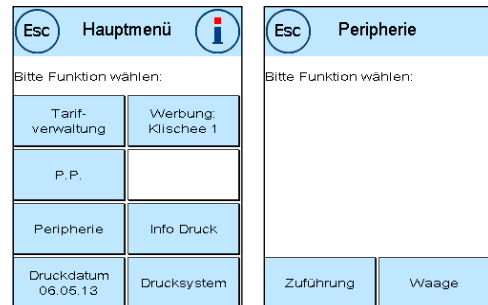 Esc
Hauptmenü
i
Bitte Funktion wählen:
Tarif-
verwaltung
Werbung:
Klischee 1
P.P.
Peripherie
Info Druck
Druckdatum
06.05.13
Drucksystem
Esc
Peripherie
Bitte Funktion wählen:
Zuführung
Waage